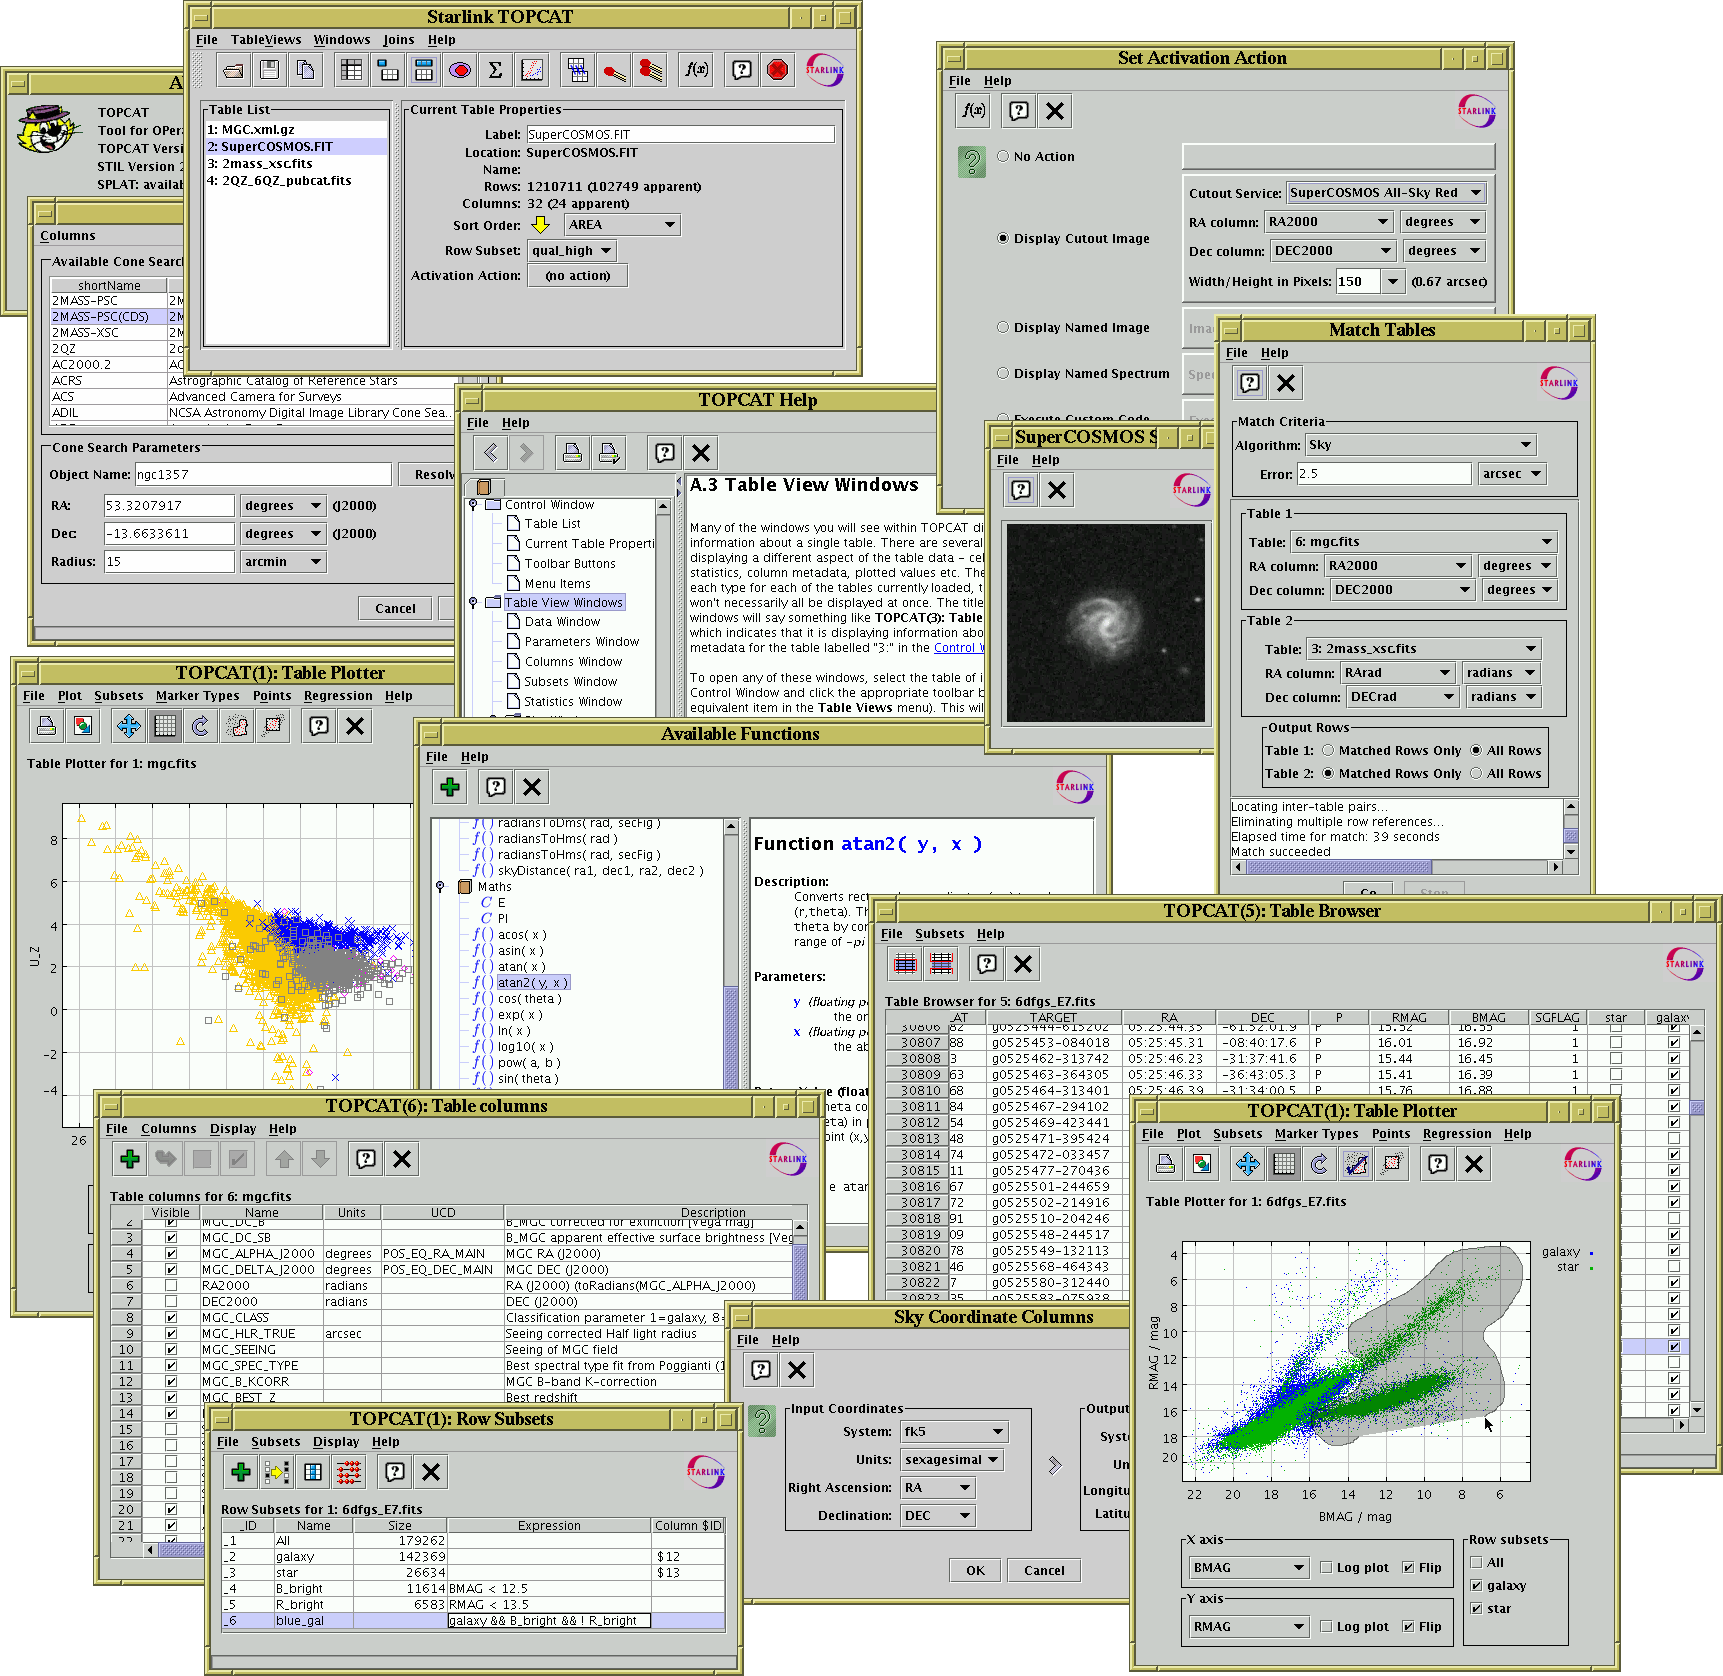 Starlink TOPCAT
File TableViews Windows Joins Help
STARLINK
Table List
1: MGC.xml.gz
2: SuperCOSMOS.FIT
3: 2mass_xsc.fits
4: 2QZ_6QZ_pubcat.fits
Current Table Properties
Label: SuperCOSMOS.FIT
Location: SuperCOSMOS.FIT
Name:
Rows: 1210711 (102749 apparent)
Columns: 32 (24 apparent)
Sort Order: AREA
Row Subset: qual_high
Activation Action: (no action)
TOPCAT
Tool for OPer
TOPCAT Versi
STIL Version 2
SPLAT: availab
Columns
Available Cone Searc
shortName
2MASS-PSC
2MASS-PSC(CDS)
2MASS-XSC
2QZ
AC2000.2
ACRS Astrographic Catalog of Reference Stars
ACS Advanced Camera for Surveys
ADIL NCSA Astronomy Digital Image Library Cone Sea...
Cone Search Parameters
Object Name: ngc1357 Resolv
RA: 53.3207917 degrees (J2000)
Dec: -13.6633611 degrees (J2000)
Radius: 15 arcmin
Cancel
Set Activation Action
File Help
STARLINK
No Action
Display Cutout Image
Cutout Service: SuperCOSMOS All-Sky Red
RA column: RA2000 degrees
Dec column: DEC2000 degrees
Width/Height in Pixels: 150 (0.67 arcsec)
Display Named Image Ima
Display Named Spectrum Spe
Execute Custom Code
TOPCAT Help
File Help
Control Window
Table List
Current Table Properti
Toolbar Buttons
Menu Items
Table View Windows
Data Window
Parameters Window
Columns Window
Subsets Window
Statistics Window
A.3 Table View Windows
Many of the windows you will see within TOPCAT di
information about a single table. There are several
displaying a different aspect of the table data - cel
statistics, column metadata, plotted values etc. The
each type for each of the tables currently loaded, t
won't necessarily all be displayed at once. The title
windows will say something like TOPCAT(3): Table
which indicates that it is displaying information abo
metadata for the table labelled "3:" in the Control W
To open any of these windows, select the table of i
Control Window and click the appropriate toolbar b
equivalent item in the Table Views menu). This wil
SuperCOSMOS S
File Help
STARLINK
Match Tables
File Help
STARLINK
Match Criteria
Algorithm: Sky
Error: 2.5 arcsec
Table 1
Table: 6: mgc.fits
RA column: RA2000 degrees
Dec column: DEC2000 degrees
Table 2
Table: 3: 2mass_xsc.fits
RA column: RArad radians
Dec column: DECrad radians
Output Rows
Table 1: Matched Rows Only All Rows
Table 2: Matched Rows Only All Rows
Locating inter-table pairs...
Eliminating multiple row references...
Elapsed time for match: 39 seconds
Match succeeded
Go Stop
TOPCAT(1): Table Plotter
File Plot Subsets Marker Types Points Regression Help
Table Plotter for 1: mgc.fits
U_Z
8
6
4
2
0
-2
-4
26
Available Functions
File Help
STARLINK
f() radiansToDms( rad, secFig )
f() radiansToHms( rad )
f() radiansToHms( rad, secFig )
f() skyDistance( ra1, dec1, ra2, dec2 )
Maths
C E
C PI
f() acos( x )
f() asin( x )
f() atan( x )
f() atan2( y, x )
f() cos( theta )
f() exp( x )
f() ln( x )
f() log10( x )
f() pow( a, b )
f() sin( theta )
Function atan2( y, x )
Description:
Converts rect
(r,theta). Th
theta by cor
range of -pi
Parameters:
y (floating po
the or
x (floating po
the ab
(float
e atan
TOPCAT(5): Table Browser
File Subsets Help
STARLINK
Table Browser for 5: 6dfgs_E7.fits
_AT TARGET RA DEC P RMAG BMAG SGFLAG star galaxy
30806 82 g0525444-615202 05:25:44.35 -61:52:01.9 P 15.52 16.55 1
30807 88 g0525453-084018 05:25:45.31 -08:40:17.6 P 16.01 16.92 1
30808 3 g0525462-313742 05:25:46.23 -31:37:41.6 P 15.44 16.45 1
30809 63 g0525463-364305 05:25:46.33 -36:43:05.3 P 15.41 16.39 1
30810 68 g0525464-313401 05:25:46.39 -31:34:00.5 P 15.76 16.88 1
30811 84 g0525467-294102
30812 54 g0525469-423441
30813 48 g0525471-395424
30814 74 g0525472-033457
30815 11 g0525477-270436
30816 67 g0525501-244659
30817 72 g0525502-214916
30818 91 g0525510-204246
30819 09 g0525548-244517
30820 78 g0525549-132113
30821 46 g0525568-464343
30822 7 g0525580-312440
30823 35 g0525583-075938
TOPCAT(6): Table columns
File Columns Display Help
STARLINK
Table columns for 6: mgc.fits
Visible Name Units UCD Description
2 MGC_DC_B B_MGC corrected for extinction [Vega mag]
3 MGC_DC_SB B_MGC apparent effective surface brightness [Veg
4 MGC_ALPHA_J2000 degrees POS_EQ_RA_MAIN MGC RA (J2000)
5 MGC_DELTA_J2000 degrees POS_EQ_DEC_MAIN MGC DEC (J2000)
6 RA2000 radians RA (J2000) (toRadians(MGC_ALPHA_J2000)
7 DEC2000 radians DEC (J2000)
8 MGC_CLASS Classification parameter 1=galaxy, 8=
9 MGC_HLR_TRUE arcsec Seeing corrected Half light radius
10 MGC_SEEING Seeing of MGC field
11 MGC_SPEC_TYPE Best spectral type fit from Poggianti (1
12 MGC_B_KCORR MGC B-band K-correction
13 MGC_BEST_Z Best redshift
14
15
16
17
18
19
20
21
22
TOPCAT(1): Row Subsets
File Subsets Display Help
STARLINK
Row Subsets for 1: 6dfgs_E7.fits
_ID Name Size Expression Column $ID
_1 All 179262
_2 galaxy 142369 $12
_3 star 26634 $13
_4 B_bright 11614 BMAG < 12.5
_5 R_bright 6583 RMAG < 13.5
_6 blue_gal galaxy && B_bright && ! R_bright
Sky Coordinate Columns
File Help
Input Coordinates
System: fk5
Units: sexagesimal
Right Ascension: RA
Declination: DEC
Output
Syste
Un
Longitu
Latitu
OK Cancel
TOPCAT(1): Table Plotter
File Plot Subsets Marker Types Points Regression Help
STARLINK
Table Plotter for 1: 6dfgs_E7.fits
galaxy
star
RMAG / mag
4
6
8
10
12
14
16
18
20
22 20 18 16 14 12 10 8 6
BMAG / mag
X axis
BMAG Log plot Flip
Y axis
RMAG Log plot Flip
Row subsets
All
galaxy
star